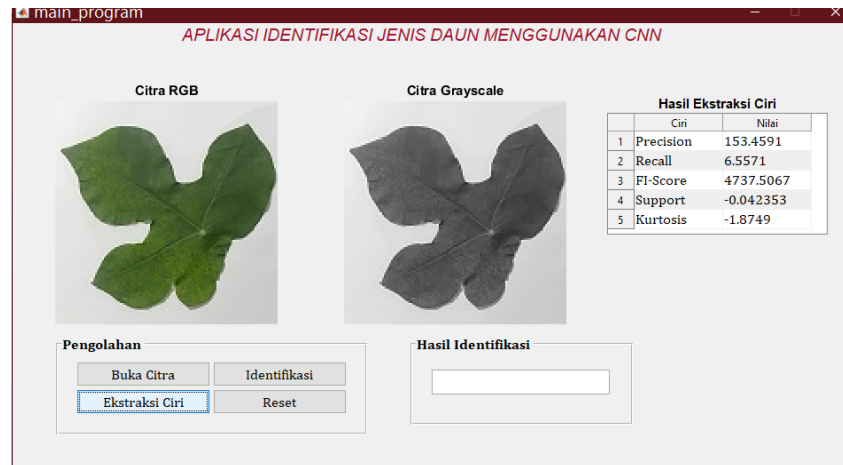 main_program
APLIKASI IDENTIFIKASI JENIS DAUN MENGGUNAKAN CNN
Citra RGB
Citra Grayscale
Hasil Ekstraksi Ciri
Ciri Nilai
1 Precision 153.4591
2 Recall 6.5571
3 FI-Score 4737.5067
4 Support -0.042353
5 Kurtosis -1.8749
Pengolahan
Buka Citra Identifikasi
Ekstraksi Ciri Reset
Hasil Identifikasi